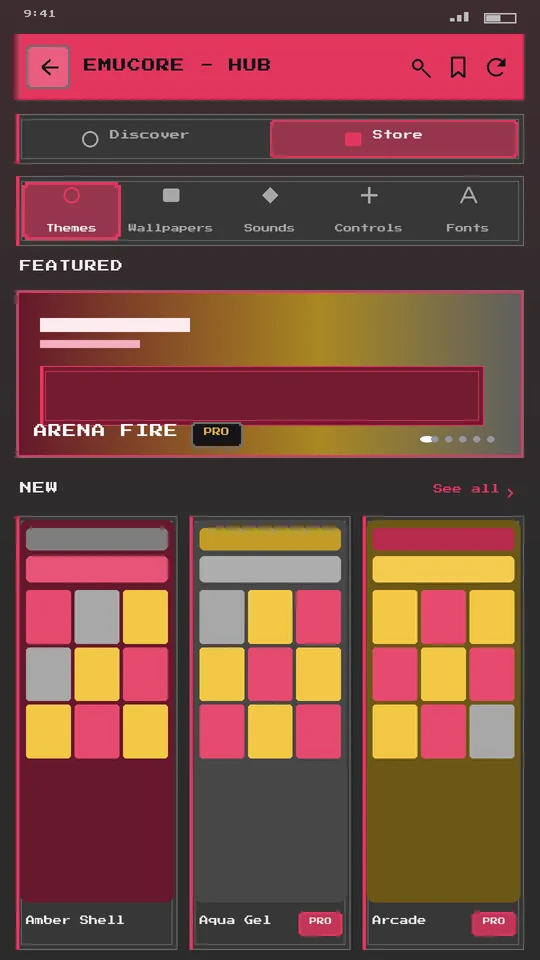 9:41
EMUCORE - HUB
Discover
Store
Themes
Wallpapers
Sounds
Controls
Fonts
FEATURED
ARENA FIRE
PRO
NEW
See all
Amber Shell
Aqua Gel
PRO
Arcade
PRO